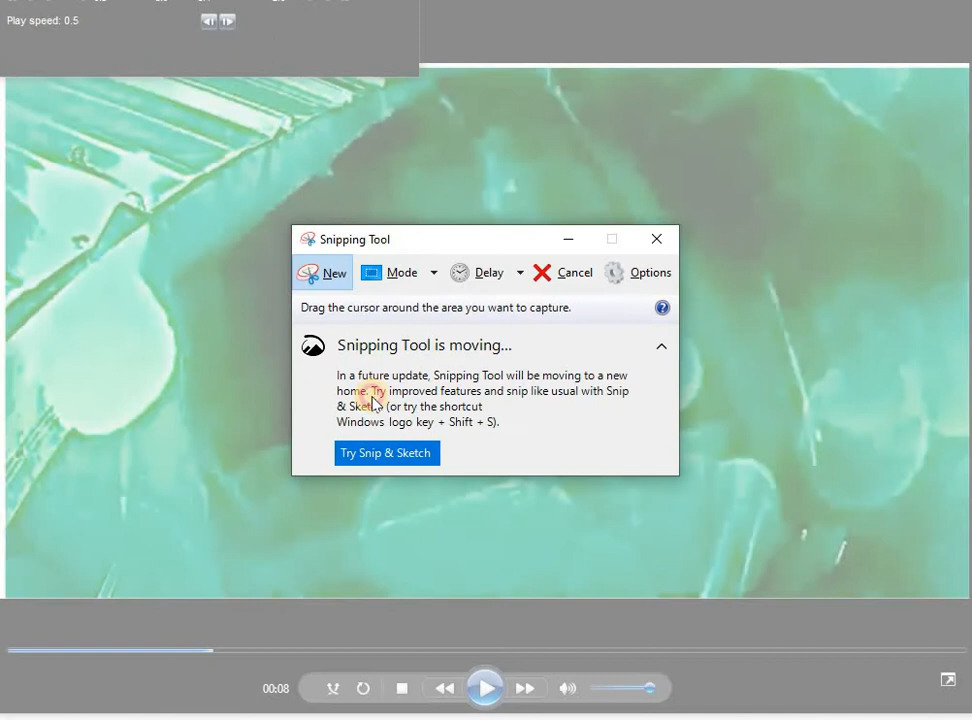 Play speed: 0.5
Snipping Tool
New Mode Delay Cancel Options
Drag the cursor around the area you want to capture.
Snipping Tool is moving...
In a future update, Snipping Tool will be moving to a new
home. Try improved features and snip like usual with Snip
& Sketch (or try the shortcut
Windows logo key + Shift + S).
Try Snip & Sketch
00:08